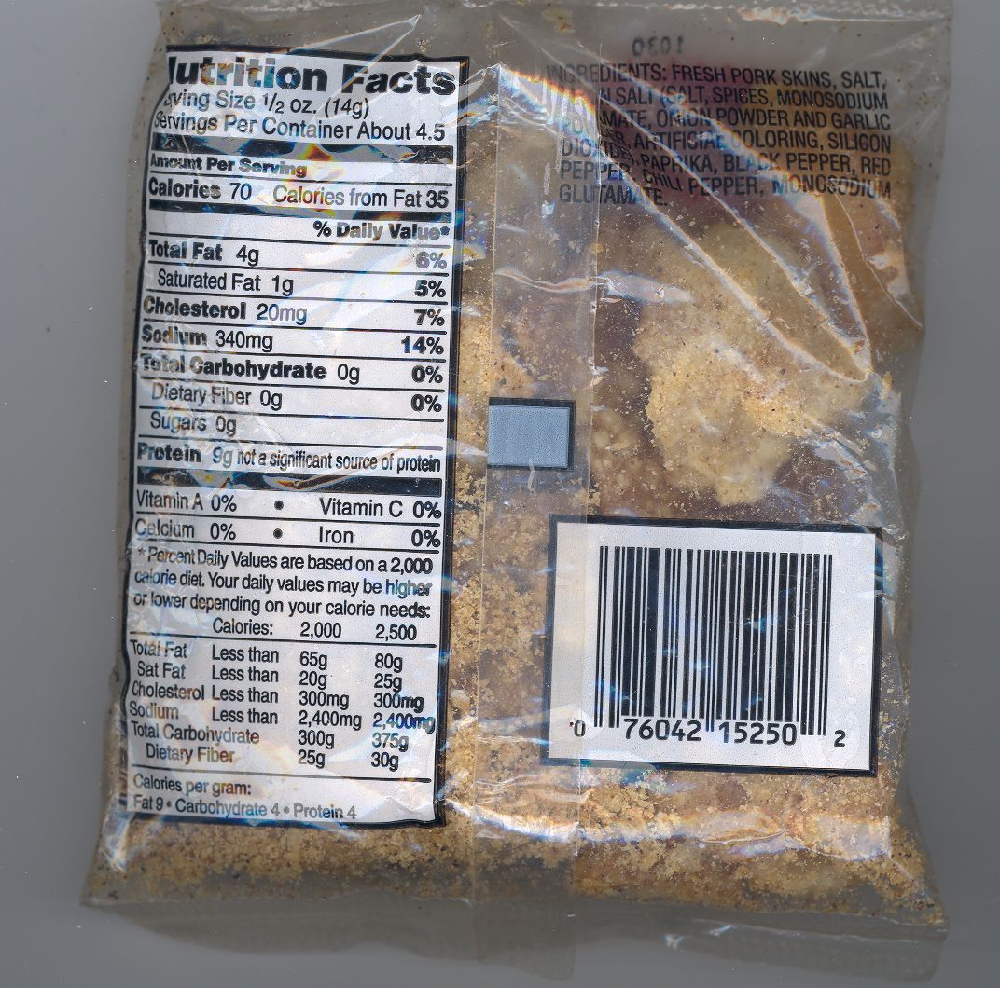 Nutrition Facts
Serving Size 1/2 oz. (14g)
Servings Per Container About 4.5
Amount Per Serving
Calories 70 Calories from Fat 35
% Daily Value*
Total Fat 4g 6%
Saturated Fat 1g 5%
Cholesterol 20mg 7%
Sodium 340mg 14%
Total Carbohydrate 0g 0%
Dietary Fiber 0g 0%
Sugars 0g
Protein 9g not a significant source of protein
Vitamin A 0% • Vitamin C 0%
Calcium 0% • Iron 0%
* Percent Daily Values are based on a 2,000
calorie diet. Your daily values may be higher
or lower depending on your calorie needs:
Calories: 2,000 2,500
Total Fat Less than 65g 80g
Sat Fat Less than 20g 25g
Cholesterol Less than 300mg 300mg
Sodium Less than 2,400mg 2,400mg
Total Carbohydrate 300g 375g
Dietary Fiber 25g 30g
Calories per gram:
Fat 9 • Carbohydrate 4 • Protein 4
1030
INGREDIENTS: FRESH PORK SKINS, SALT,
SALT (SALT, SPICES, MONOSODIUM
ONION POWDER AND GARLIC
ARTIFICIAL COLORING, SILICON
PAPRIKA, BLACK PEPPER, RED
PEPPER, CHILI PEPPER, MONOSODIUM
GLUTAMATE.
0 76042 15250 2